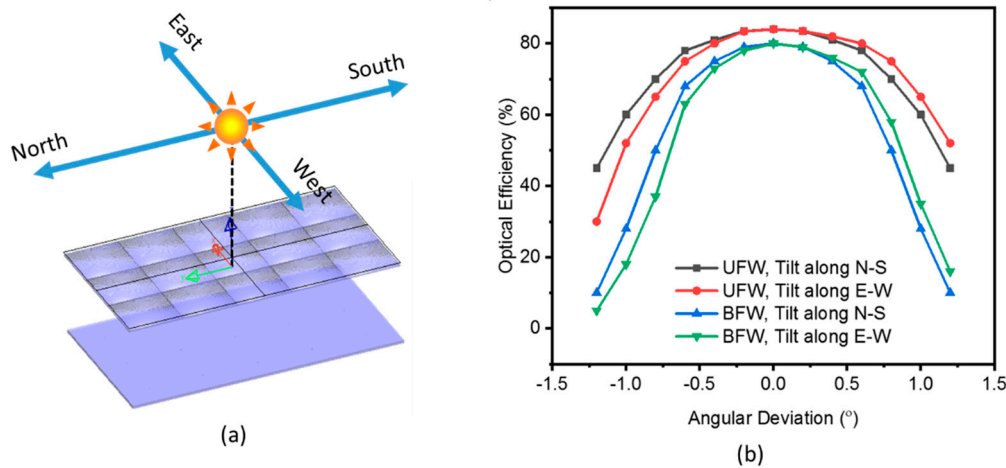 East
South
North
West
(a)
Optical Efficiency (%)
80
60
40
20
0
UFW, Tilt along N-S
UFW, Tilt along E-W
BFW, Tilt along N-S
BFW, Tilt along E-W
-1.5 -1.0 -0.5 0.0 0.5 1.0 1.5
Angular Deviation (°)
(b)